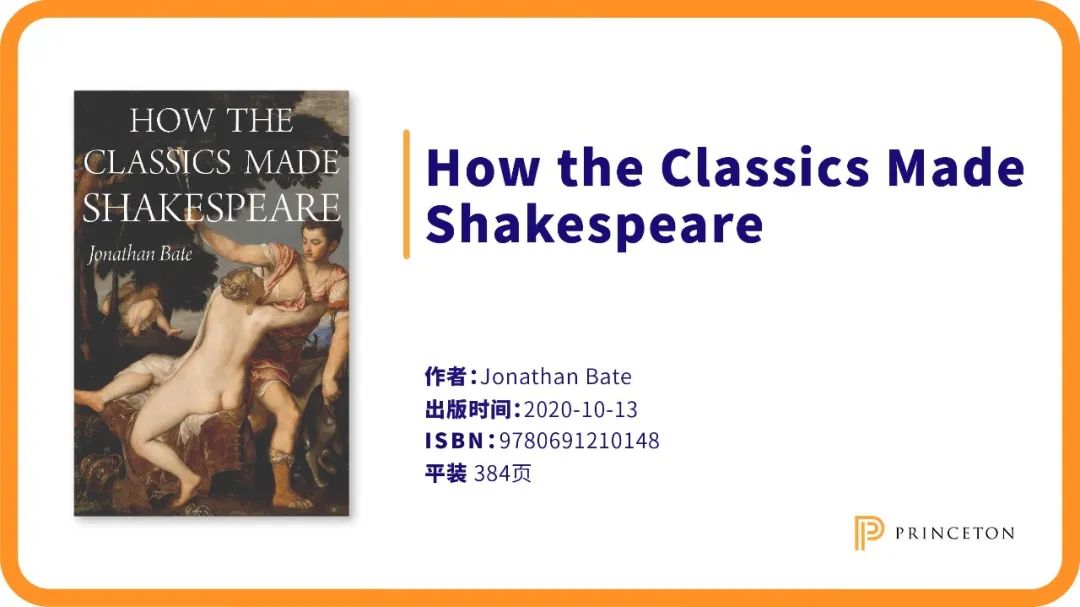 HOW THE
CLASSICS MADE
SHAKESPEARE
Jonathan Bate
How the Classics Made
Shakespeare
作者：Jonathan Bate
出版时间：2020-10-13
ISBN：9780691210148
平装 384页
PRINCETON